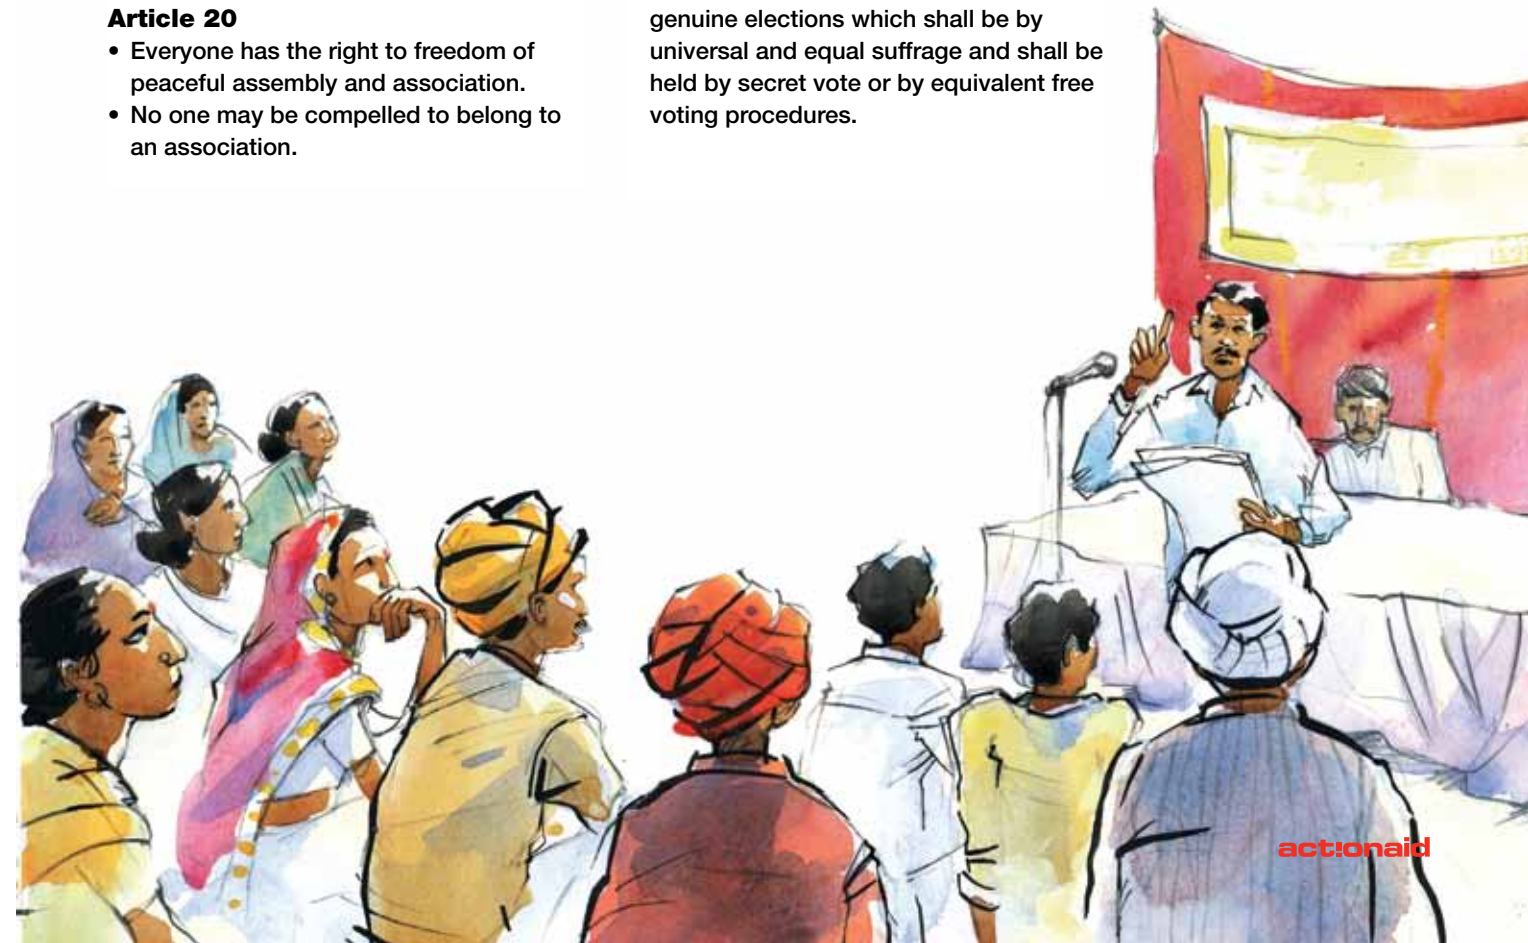 Article 20
• Everyone has the right to freedom of
peaceful assembly and association.
• No one may be compelled to belong to
an association.
genuine elections which shall be by
universal and equal suffrage and shall be
held by secret vote or by equivalent free
voting procedures.
act!onaid